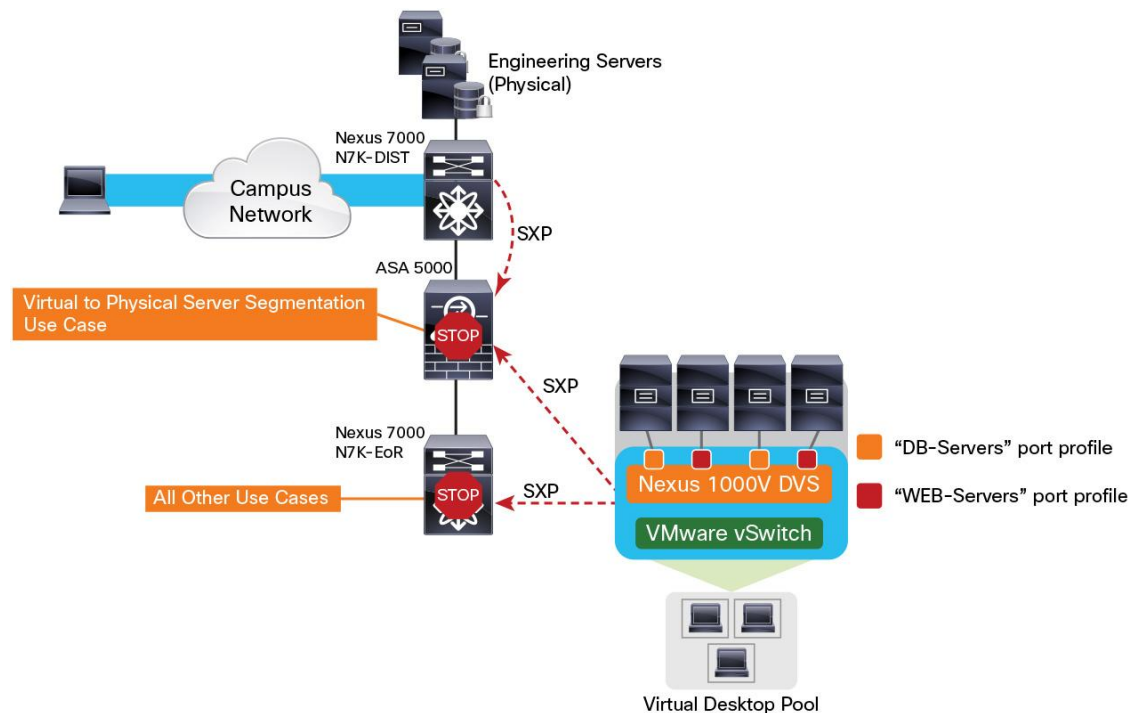 Engineering Servers
(Physical)
Nexus 7000
N7K-DIST
Campus
Network
SXP
ASA 5000
Virtual to Physical Server Segmentation
Use Case
STOP
SXP
Nexus 7000
N7K-EoR
All Other Use Cases
STOP
SXP
Nexus 1000V DVS
VMware vSwitch
"DB-Servers" port profile
"WEB-Servers" port profile
Virtual Desktop Pool